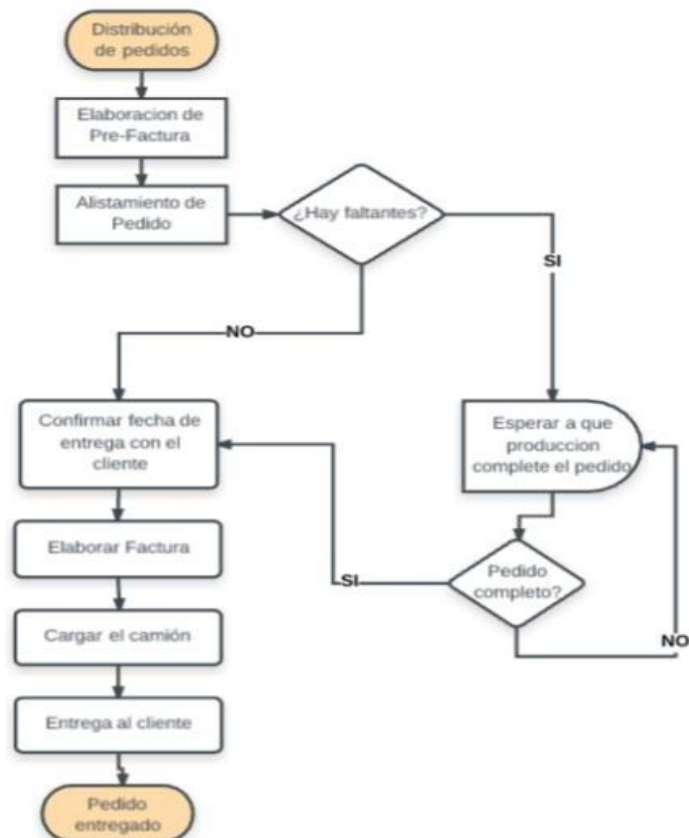 Distribución
de pedidos
Elaboracion de
Pre-Factura
Alistamiento de
Pedido
¿Hay faltantes?
SI
NO
Confirmar fecha de
entrega con el
cliente
Esperar a que
produccion
complete el pedido
Elaborar Factura
Pedido
completo?
SI
NO
Cargar el camión
Entrega al cliente
Pedido
entregado